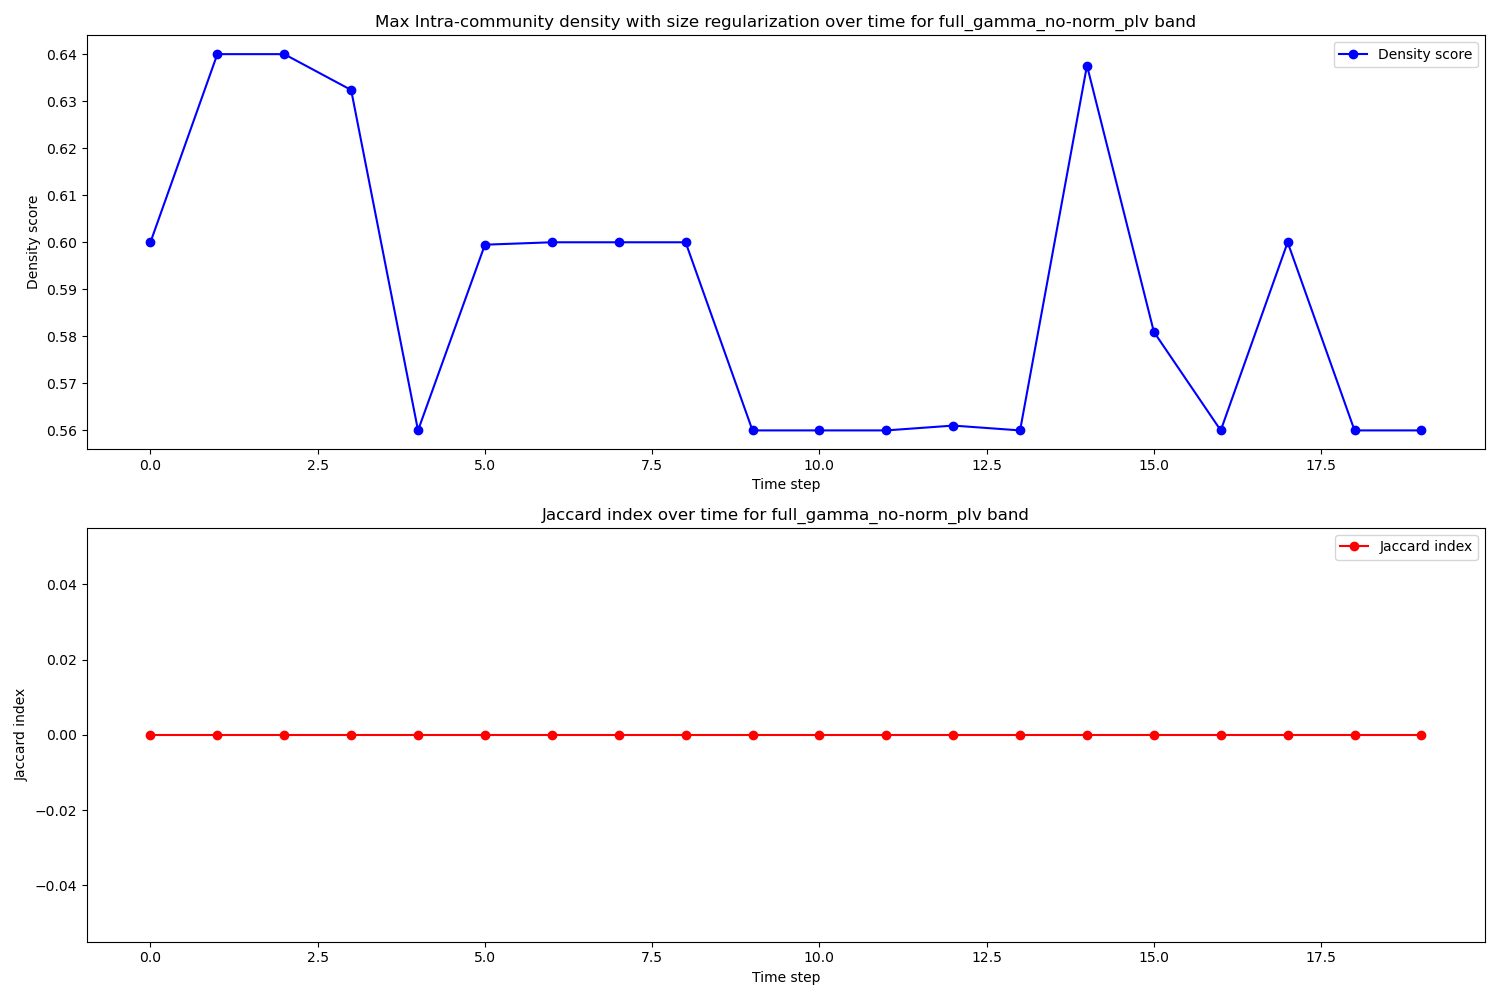 Max Intra-community density with size regularization over time for full_gamma_no-norm_plv band
Density score
0.64
0.63
0.62
0.61
0.60
0.59
0.58
0.57
0.56
Density score
0.0 2.5 5.0 7.5 10.0 12.5 15.0 17.5
Time step
Jaccard index over time for full_gamma_no-norm_plv band
Jaccard index
0.04
0.02
0.00
−0.02
−0.04
Jaccard index
0.0 2.5 5.0 7.5 10.0 12.5 15.0 17.5
Time step